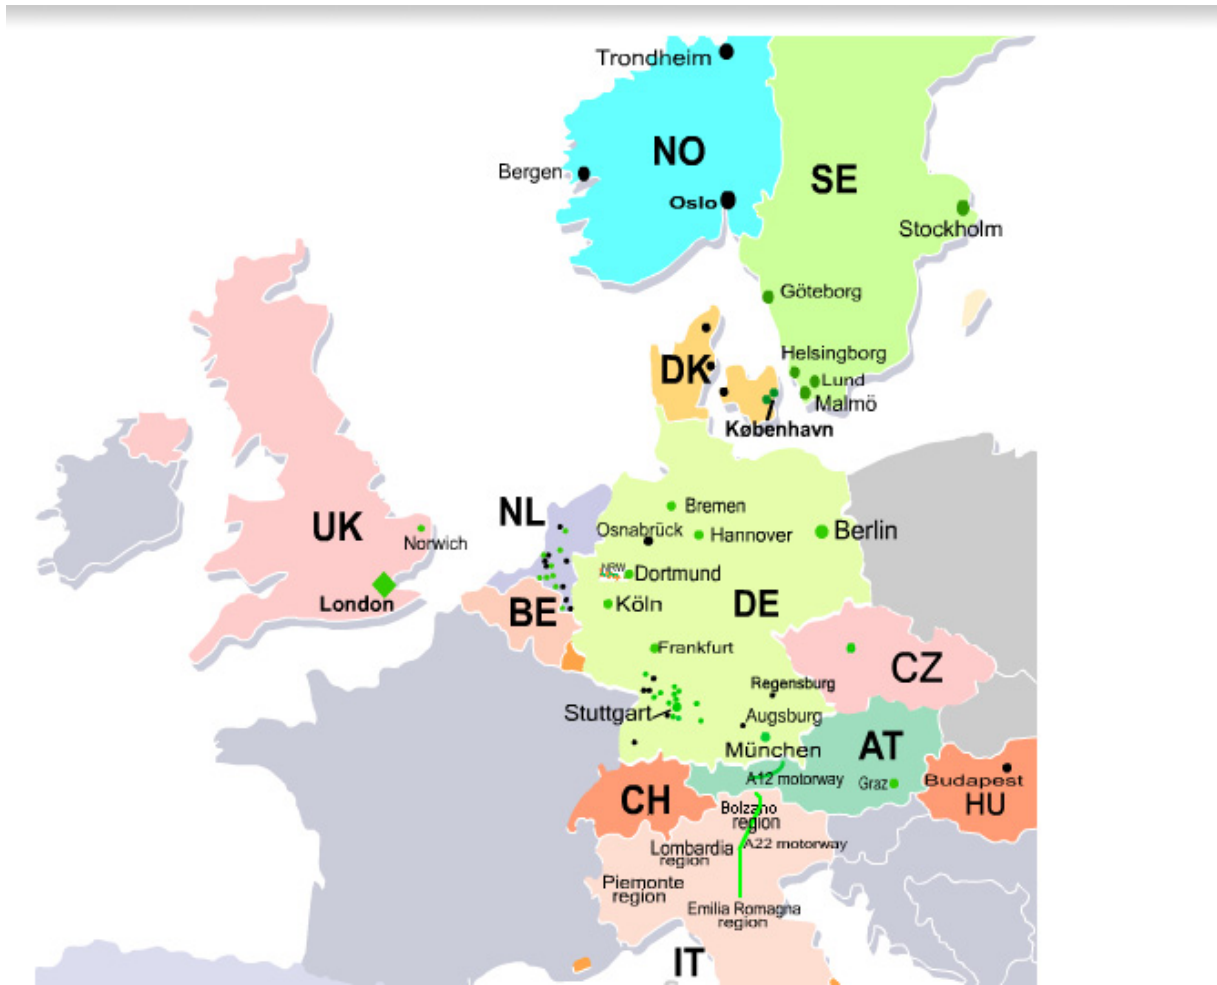 Trondheim
NO
Bergen
SE
Oslo
Stockholm
Göteborg
Helsingborg
DK
Lund
Malmö
København
NL
Bremen
UK
Osnabrück
Hannover
Berlin
Norwich
NRW
Dortmund
London
BE
Köln
DE
Frankfurt
CZ
Regensburg
Stuttgart
Augsburg
München
AT
A12 motorway
Graz
Budapest
CH
HU
Bolzano
region
Lombardia
region
A22 motorway
Piemonte
region
Emilia Romagna
region
IT